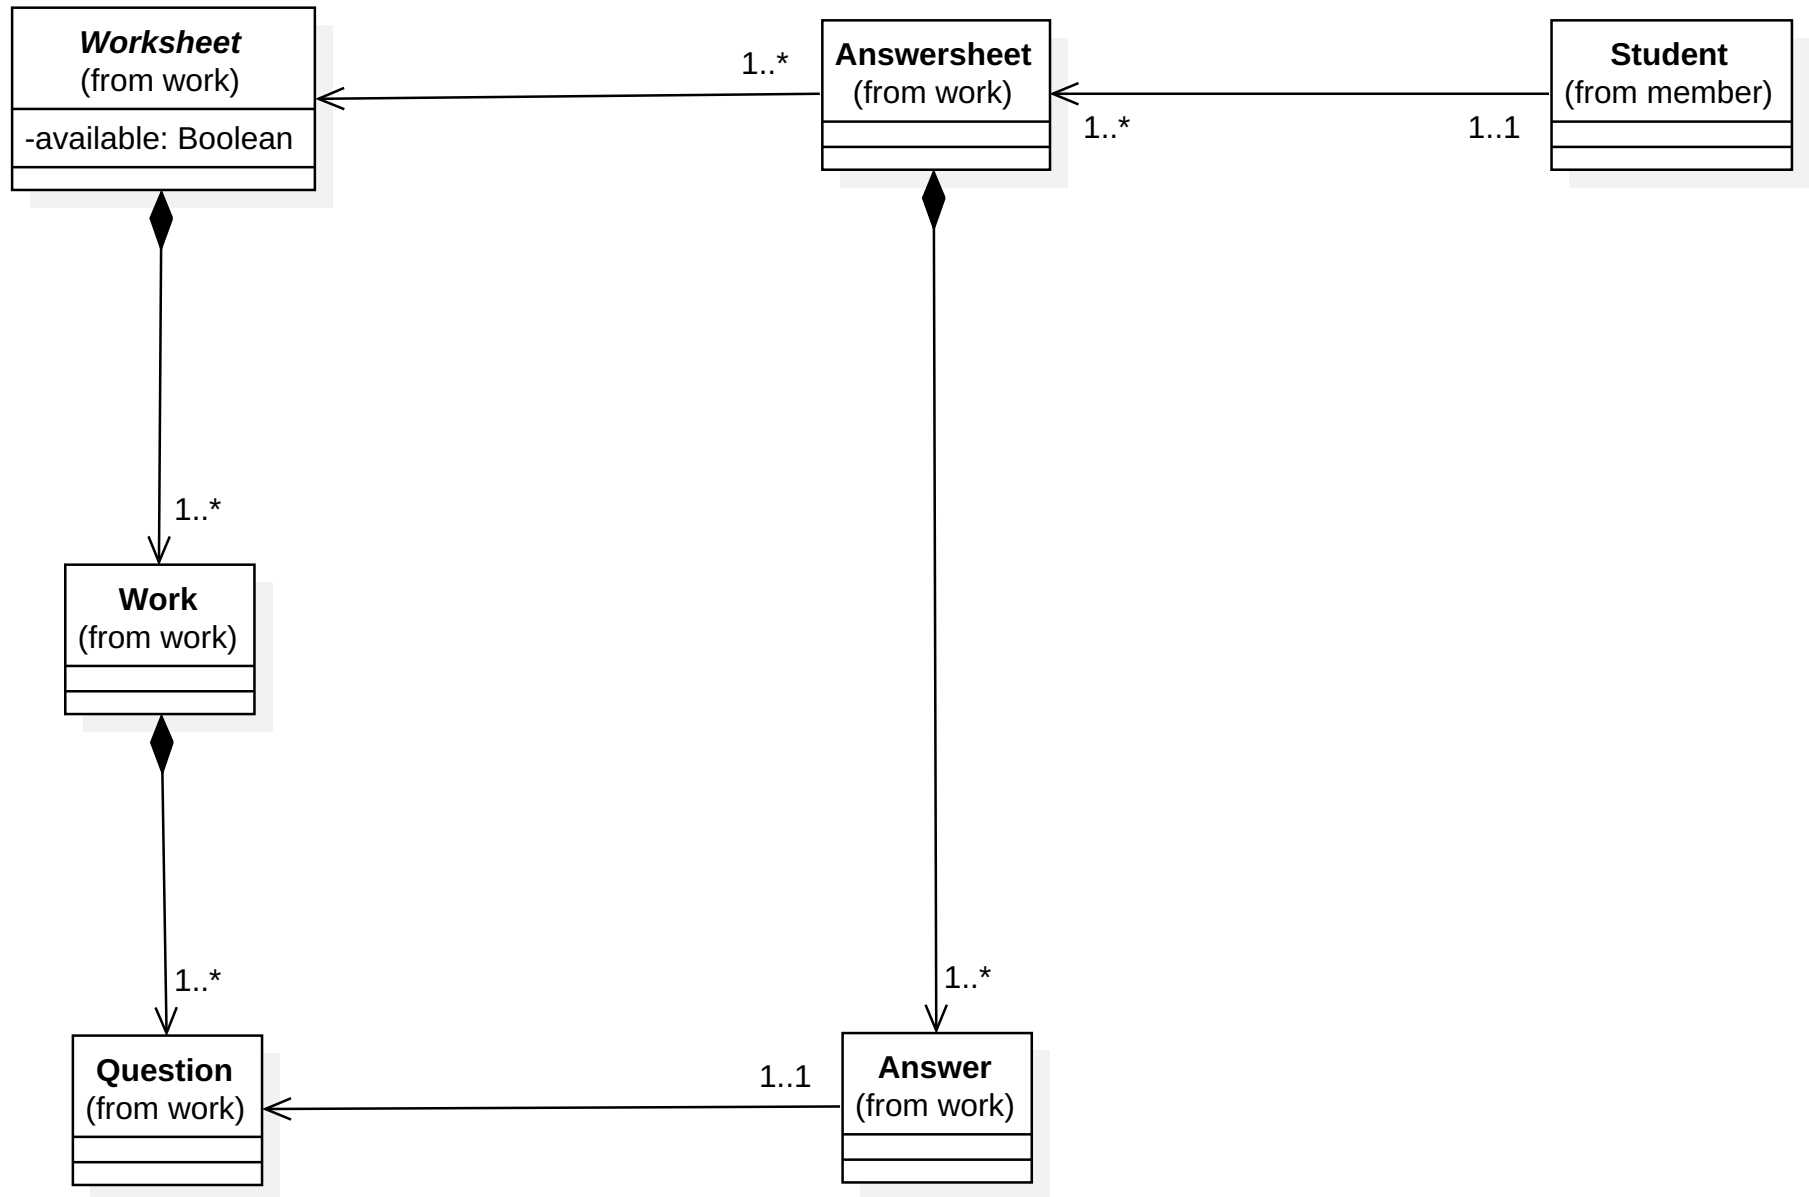 Worksheet
(from work)
-available: Boolean
1..*
Answersheet
(from work)
1..*
1..1
Student
(from member)
1..*
Work
(from work)
1..*
1..*
Question
(from work)
1..1
Answer
(from work)